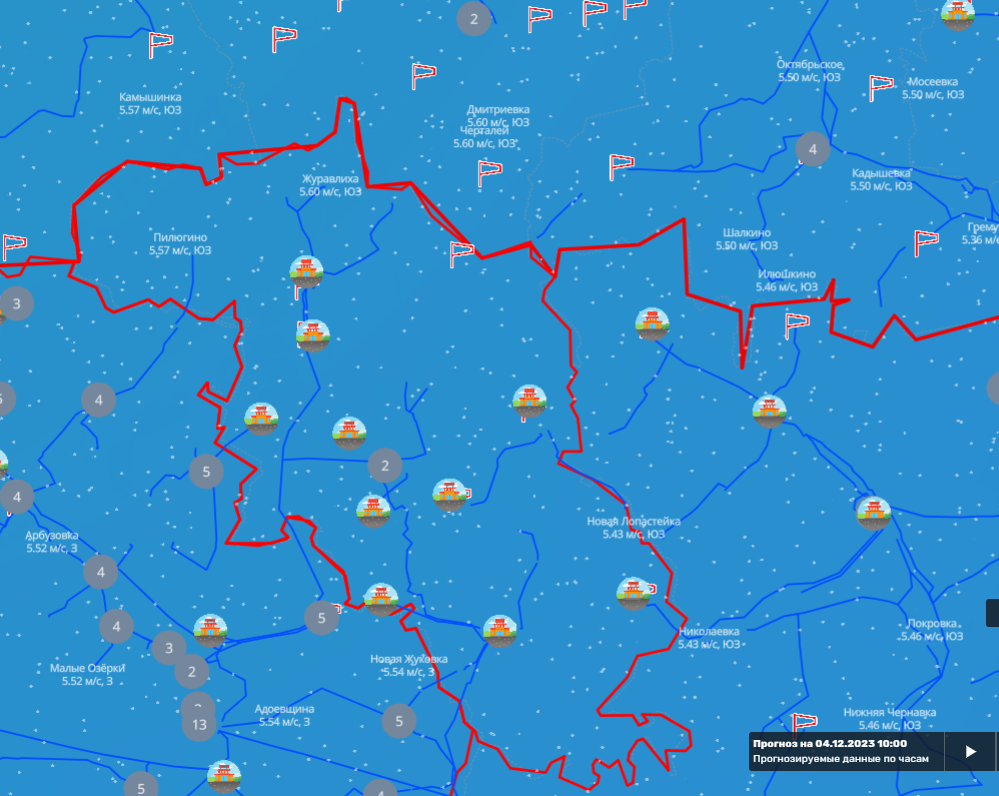 2
Октябрьское
5.50 м/с, ЮЗ
Мосеевка
5.50 м/с, ЮЗ
Камышинка
5.57 м/с, ЮЗ
Дмитриевка
5.60 м/с, ЮЗ
Черталей
5.60 м/с, ЮЗ
4
Журавлиха
5.60 м/с, ЮЗ
Кадышевка
5.50 м/с, ЮЗ
Пилюгино
5.57 м/с, ЮЗ
Шалкино
5.50 м/с, ЮЗ
Грему
5.36 м/с
Илюшкино
5.46 м/с, ЮЗ
3
4
5
2
4
Арбузовка
5.52 м/с, З
Новая Лопастейка
5.43 м/с, ЮЗ
4
5
4
Николаевка
5.43 м/с, ЮЗ
Покровка
5.46 м/с, ЮЗ
3
Малые Озёрки
5.52 м/с, З
2
Новая Жуковка
5.54 м/с, З
Адоевщина
5.54 м/с, З
13
5
Нижняя Чернавка
5.46 м/с, ЮЗ
Прогноз на 04.12.2023 10:00
Прогнозируемые данные по часам
5
4